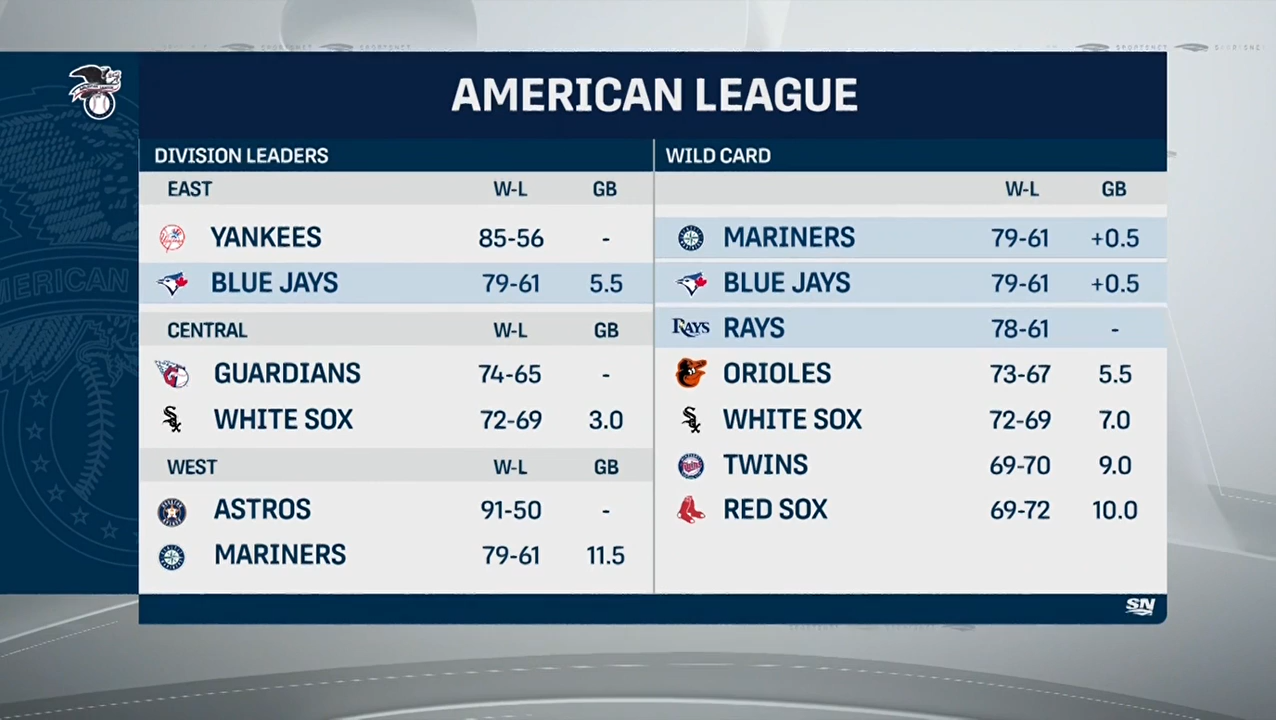 AMERICAN LEAGUE
DIVISION LEADERS
EAST W-L GB
YANKEES 85-56 -
BLUE JAYS 79-61 5.5
CENTRAL W-L GB
GUARDIANS 74-65 -
WHITE SOX 72-69 3.0
WEST W-L GB
ASTROS 91-50 -
MARINERS 79-61 11.5
WILD CARD
W-L GB
MARINERS 79-61 +0.5
BLUE JAYS 79-61 +0.5
RAYS RAYS 78-61 -
ORIOLES 73-67 5.5
WHITE SOX 72-69 7.0
TWINS 69-70 9.0
RED SOX 69-72 10.0
SN
AMERICAN